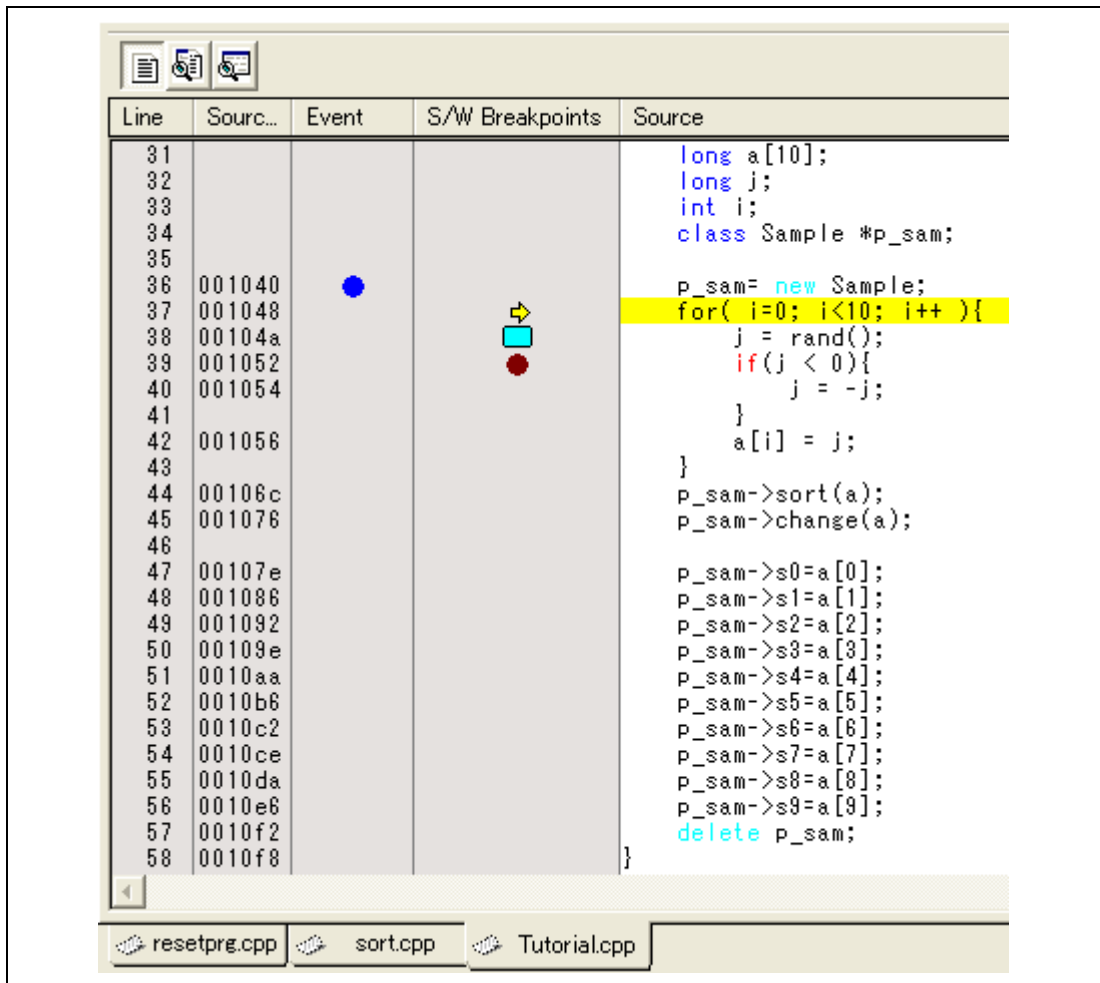 Line Sourc... Event S/W Breakpoints Source
31 long a[10];
32 long j;
33 int i;
34 class Sample *p_sam;
35
36 001040 p_sam= new Sample;
37 001048 for( i=0; i<10; i++ ){
38 00104a j = rand();
39 001052 if(j < 0){
40 001054 j = -j;
41 }
42 001056 a[i] = j;
43 }
44 00106c p_sam->sort(a);
45 001076 p_sam->change(a);
46
47 00107e p_sam->s0=a[0];
48 001086 p_sam->s1=a[1];
49 001092 p_sam->s2=a[2];
50 00109e p_sam->s3=a[3];
51 0010aa p_sam->s4=a[4];
52 0010b6 p_sam->s5=a[5];
53 0010c2 p_sam->s6=a[6];
54 0010ce p_sam->s7=a[7];
55 0010da p_sam->s8=a[8];
56 0010e6 p_sam->s9=a[9];
57 0010f2 delete p_sam;
58 0010f8 }
resetprg.cpp sort.cpp Tutorial.cpp